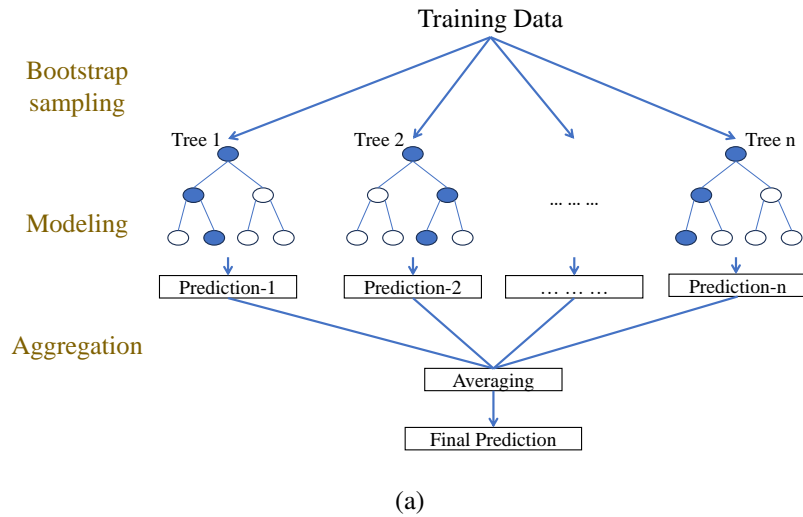 Training Data
Bootstrap
sampling
Tree 1
Tree 2
Tree n
... ... ...
Modeling
Prediction-1
Prediction-2
... ... ...
Prediction-n
Aggregation
Averaging
Final Prediction
(a)